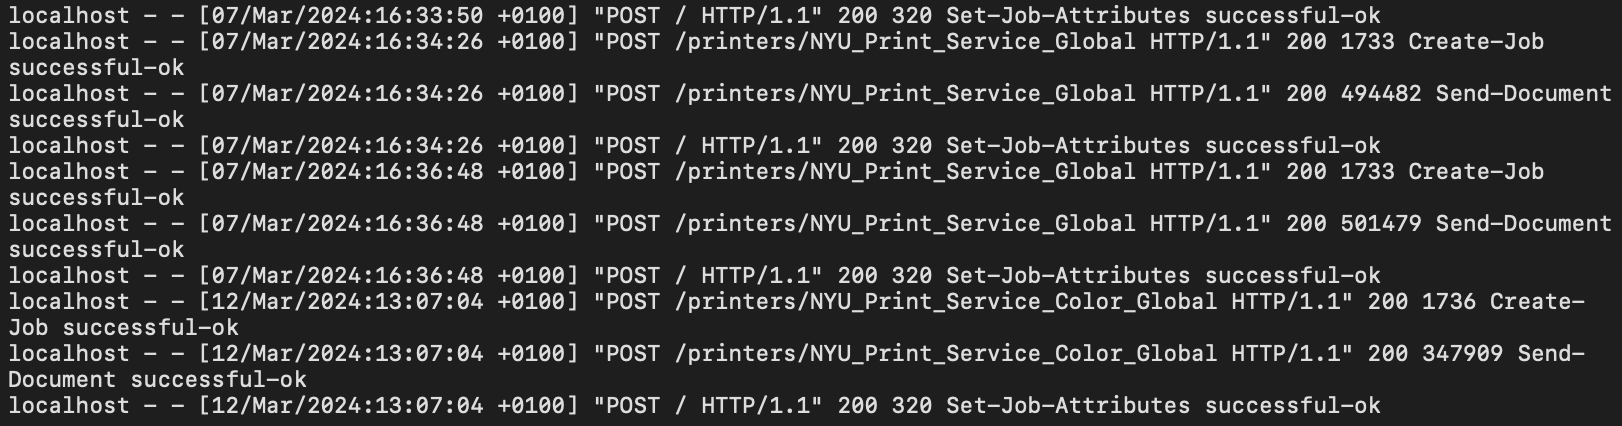 localhost - - [07/Mar/2024:16:33:50 +0100] "POST / HTTP/1.1" 200 320 Set-Job-Attributes successful-ok
localhost - - [07/Mar/2024:16:34:26 +0100] "POST /printers/NYU_Print_Service_Global HTTP/1.1" 200 1733 Create-Job
successful-ok
localhost - - [07/Mar/2024:16:34:26 +0100] "POST /printers/NYU_Print_Service_Global HTTP/1.1" 200 494482 Send-Document
successful-ok
localhost - - [07/Mar/2024:16:34:26 +0100] "POST / HTTP/1.1" 200 320 Set-Job-Attributes successful-ok
localhost - - [07/Mar/2024:16:36:48 +0100] "POST /printers/NYU_Print_Service_Global HTTP/1.1" 200 1733 Create-Job
successful-ok
localhost - - [07/Mar/2024:16:36:48 +0100] "POST /printers/NYU_Print_Service_Global HTTP/1.1" 200 501479 Send-Document
successful-ok
localhost - - [07/Mar/2024:16:36:48 +0100] "POST / HTTP/1.1" 200 320 Set-Job-Attributes successful-ok
localhost - - [12/Mar/2024:13:07:04 +0100] "POST /printers/NYU_Print_Service_Color_Global HTTP/1.1" 200 1736 Create-
Job successful-ok
localhost - - [12/Mar/2024:13:07:04 +0100] "POST /printers/NYU_Print_Service_Color_Global HTTP/1.1" 200 347909 Send-
Document successful-ok
localhost - - [12/Mar/2024:13:07:04 +0100] "POST / HTTP/1.1" 200 320 Set-Job-Attributes successful-ok